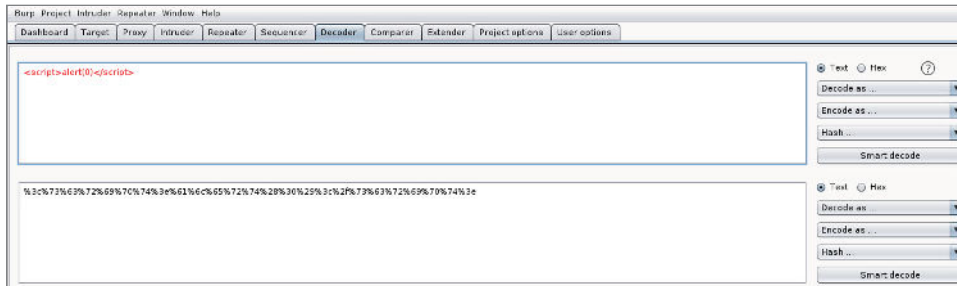 Burp Project Intruder Repeater Window Help
Dashboard Target Proxy Intruder Repeater Sequencer Decoder Comparer Extender Project options User options
<script>alert(0)</script>
Text Hex ?
Decode as ...
Encode as ...
Hash ...
Smart decode
%3c%73%63%72%69%70%74%3e%61%6c%65%72%74%28%30%29%3c%2f%73%63%72%69%70%74%3e
Text Hex
Decode as ...
Encode as ...
Hash ...
Smart decode